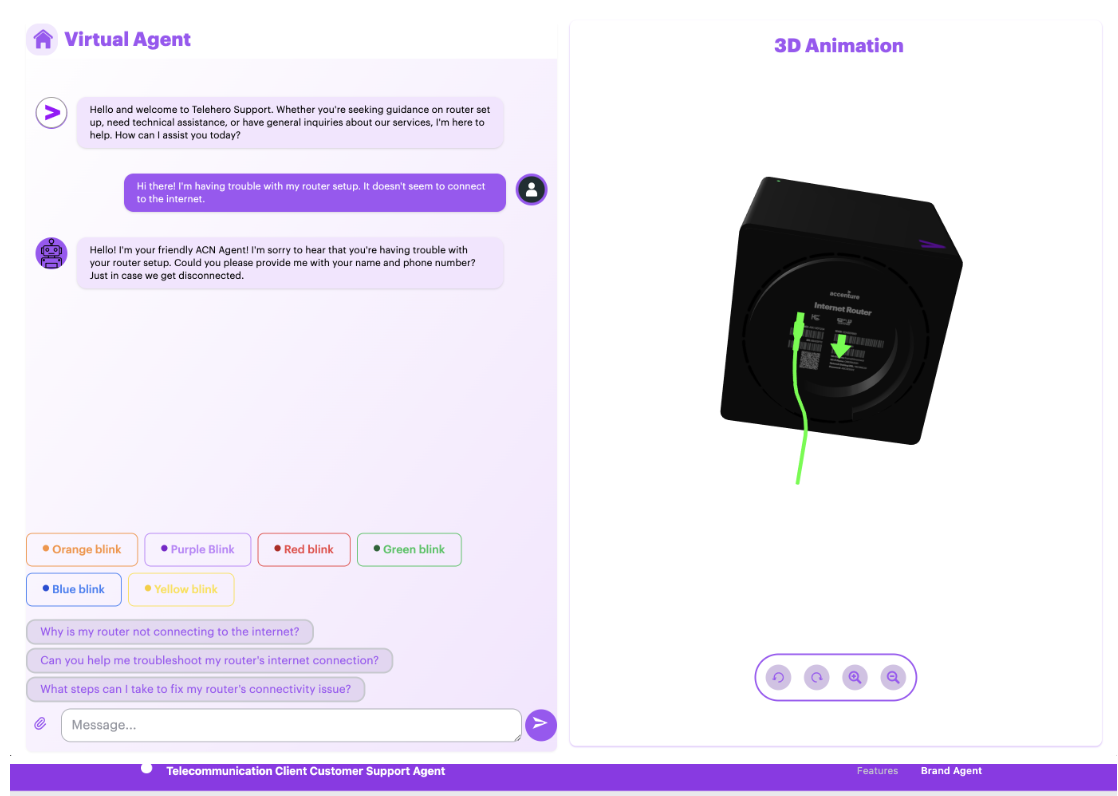 Virtual Agent
Hello and welcome to Telehero Support. Whether you're seeking guidance on router set
up, need technical assistance, or have general inquiries about our services, I'm here to
help. How can I assist you today?
Hi there! I'm having trouble with my router setup. It doesn't seem to connect
to the internet.
Hello! I'm your friendly ACN Agent! I'm sorry to hear that you're having trouble with
your router setup. Could you please provide me with your name and phone number?
Just in case we get disconnected.
Orange blink
Purple Blink
Red blink
Green blink
Blue blink
Yellow blink
Why is my router not connecting to the internet?
Can you help me troubleshoot my router's internet connection?
What steps can I take to fix my router's connectivity issue?
Message...
3D Animation
accenture
Internet Router
Telecommunication Client Customer Support Agent
Features
Brand Agent